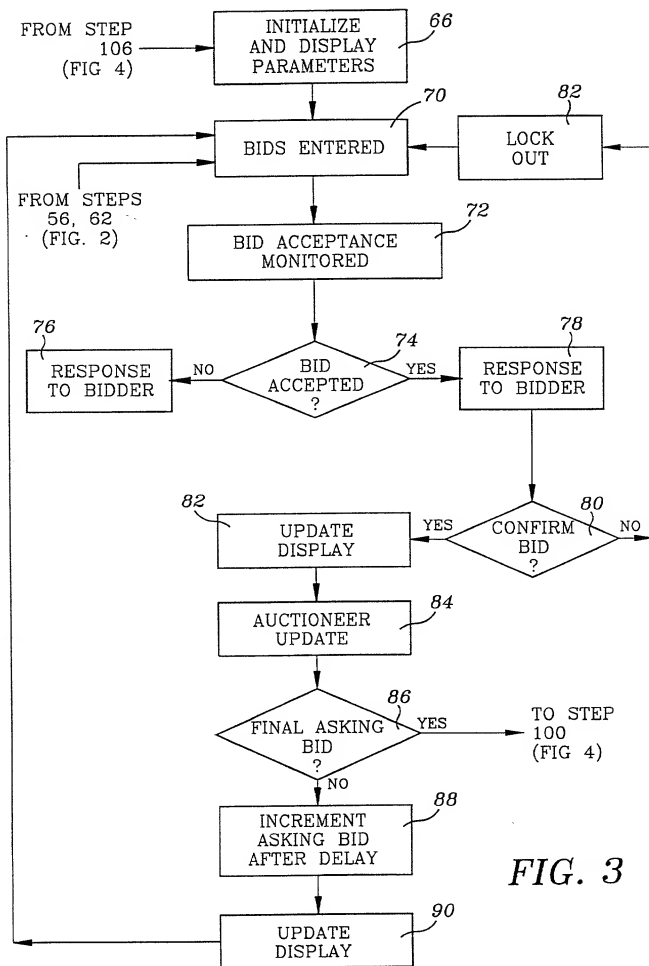 FROM STEP
106
(FIG 4)
INITIALIZE
AND DISPLAY
PARAMETERS
66
70
BIDS ENTERED
82
LOCK
OUT
FROM STEPS
56, 62
(FIG. 2)
72
BID ACCEPTANCE
MONITORED
76
RESPONSE
TO BIDDER
NO
74
BID
ACCEPTED
?
YES
78
RESPONSE
TO BIDDER
82
UPDATE
DISPLAY
YES
80
CONFIRM
BID
?
NO
84
AUCTIONEER
UPDATE
86
FINAL ASKING
BID
?
YES
TO STEP
100
(FIG 4)
NO
88
INCREMENT
ASKING BID
AFTER DELAY
90
UPDATE
DISPLAY
FIG. 3